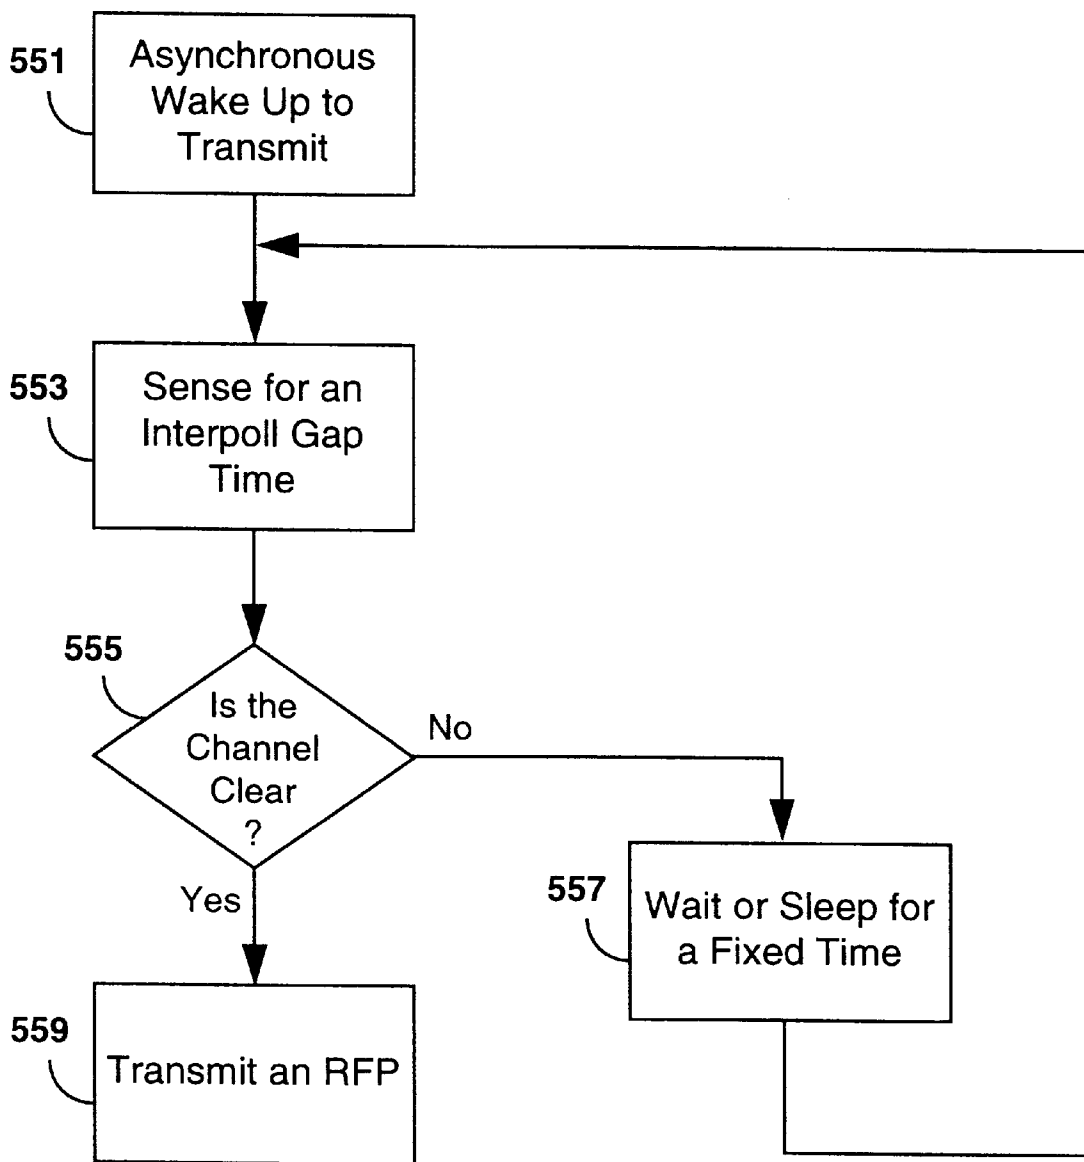 551
Asynchronous
Wake Up to
Transmit
553
Sense for an
Interpoll Gap
Time
555
Is the
Channel
Clear
?
No
Yes
557
Wait or Sleep for
a Fixed Time
559
Transmit an RFP